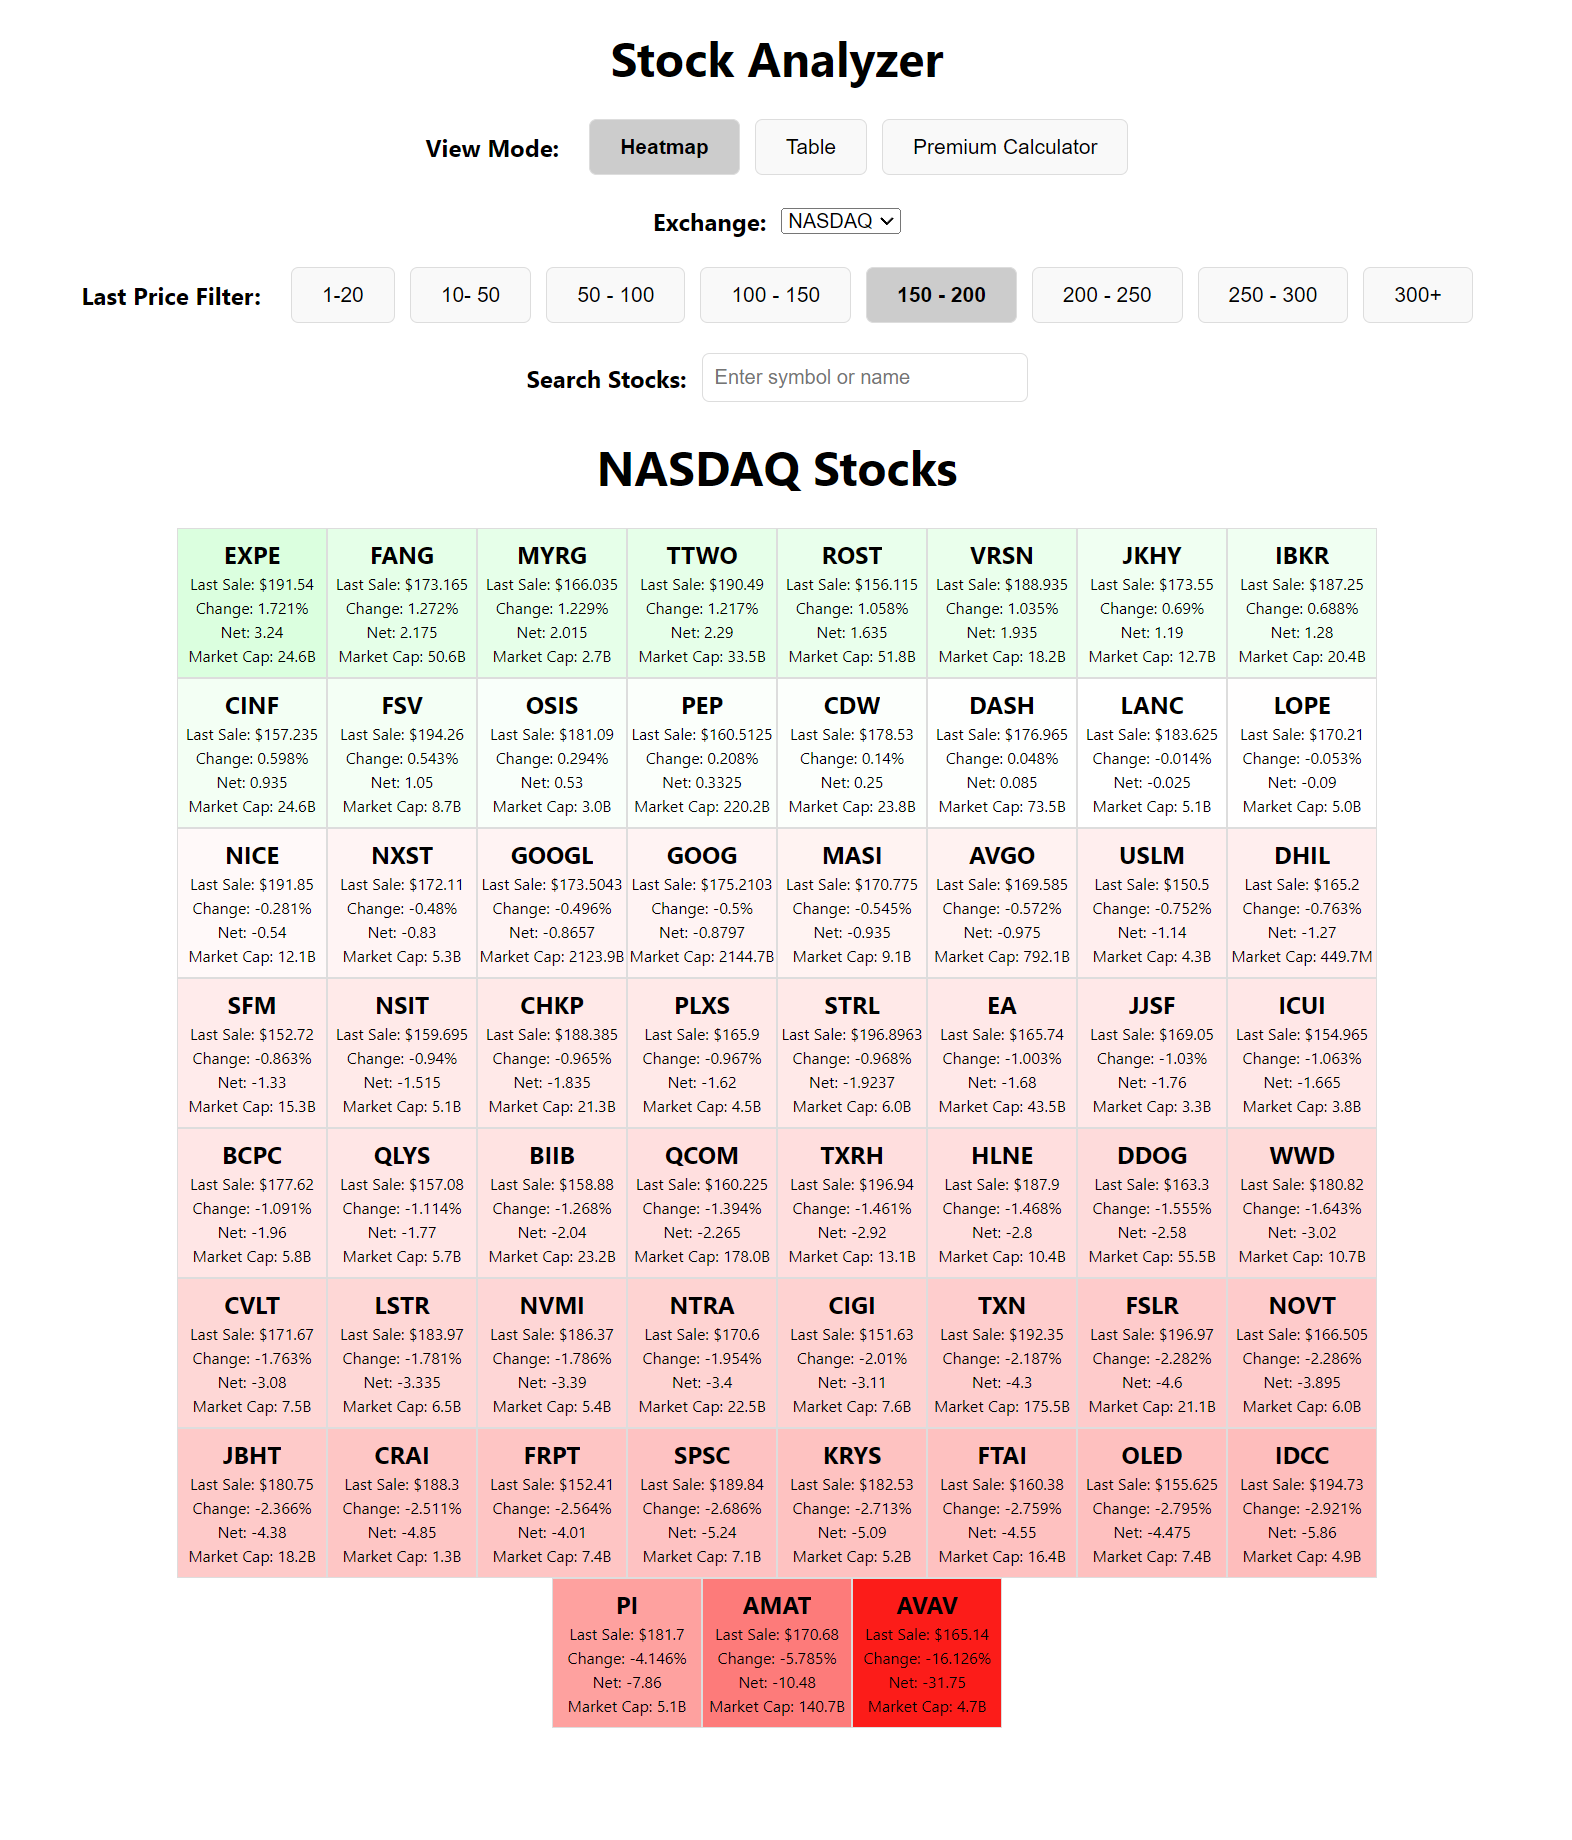 Stock Analyzer
View Mode: Heatmap Table Premium Calculator
Exchange: NASDAQ
Last Price Filter: 1-20 10- 50 50 - 100 100 - 150 150 - 200 200 - 250 250 - 300 300+
Search Stocks: Enter symbol or name
NASDAQ Stocks
EXPE FANG MYRG TTWO ROST VRSN JKHY IBKR
Last Sale: $191.54 Last Sale: $173.165 Last Sale: $166.035 Last Sale: $190.49 Last Sale: $156.115 Last Sale: $188.935 Last Sale: $173.55 Last Sale: $187.25
Change: 1.721% Change: 1.272% Change: 1.229% Change: 1.217% Change: 1.058% Change: 1.035% Change: 0.69% Change: 0.688%
Net: 3.24 Net: 2.175 Net: 2.015 Net: 2.29 Net: 1.635 Net: 1.935 Net: 1.19 Net: 1.28
Market Cap: 24.6B Market Cap: 50.6B Market Cap: 2.7B Market Cap: 33.5B Market Cap: 51.8B Market Cap: 18.2B Market Cap: 12.7B Market Cap: 20.4B
CINF FSV OSIS PEP CDW DASH LANC LOPE
Last Sale: $157.235 Last Sale: $194.26 Last Sale: $181.09 Last Sale: $160.5125 Last Sale: $178.53 Last Sale: $176.965 Last Sale: $183.625 Last Sale: $170.21
Change: 0.598% Change: 0.543% Change: 0.294% Change: 0.208% Change: 0.14% Change: 0.048% Change: -0.014% Change: -0.053%
Net: 0.935 Net: 1.05 Net: 0.53 Net: 0.3325 Net: 0.25 Net: 0.085 Net: -0.025 Net: -0.09
Market Cap: 24.6B Market Cap: 8.7B Market Cap: 3.0B Market Cap: 220.2B Market Cap: 23.8B Market Cap: 73.5B Market Cap: 5.1B Market Cap: 5.0B
NICE NXST GOOGL GOOG MASI AVGO USLM DHIL
Last Sale: $191.85 Last Sale: $172.11 Last Sale: $173.5043 Last Sale: $175.2103 Last Sale: $170.775 Last Sale: $169.585 Last Sale: $150.5 Last Sale: $165.2
Change: -0.281% Change: -0.48% Change: -0.496% Change: -0.5% Change: -0.545% Change: -0.572% Change: -0.752% Change: -0.763%
Net: -0.54 Net: -0.83 Net: -0.8657 Net: -0.8797 Net: -0.935 Net: -0.975 Net: -1.14 Net: -1.27
Market Cap: 12.1B Market Cap: 5.3B Market Cap: 2123.9B Market Cap: 2144.7B Market Cap: 9.1B Market Cap: 792.1B Market Cap: 4.3B Market Cap: 449.7M
SFM NSIT CHKP PLXS STRL EA JJSF ICUI
Last Sale: $152.72 Last Sale: $159.695 Last Sale: $188.385 Last Sale: $165.9 Last Sale: $196.8963 Last Sale: $165.74 Last Sale: $169.05 Last Sale: $154.965
Change: -0.863% Change: -0.94% Change: -0.965% Change: -0.967% Change: -0.968% Change: -1.003% Change: -1.03% Change: -1.063%
Net: -1.33 Net: -1.515 Net: -1.835 Net: -1.62 Net: -1.9237 Net: -1.68 Net: -1.76 Net: -1.665
Market Cap: 15.3B Market Cap: 5.1B Market Cap: 21.3B Market Cap: 4.5B Market Cap: 6.0B Market Cap: 43.5B Market Cap: 3.3B Market Cap: 3.8B
BCPC QLYS BIIB QCOM TXRH HLNE DDOG WWD
Last Sale: $177.62 Last Sale: $157.08 Last Sale: $158.88 Last Sale: $160.225 Last Sale: $196.94 Last Sale: $187.9 Last Sale: $163.3 Last Sale: $180.82
Change: -1.091% Change: -1.114% Change: -1.268% Change: -1.394% Change: -1.461% Change: -1.468% Change: -1.555% Change: -1.643%
Net: -1.96 Net: -1.77 Net: -2.04 Net: -2.265 Net: -2.92 Net: -2.8 Net: -2.58 Net: -3.02
Market Cap: 5.8B Market Cap: 5.7B Market Cap: 23.2B Market Cap: 178.0B Market Cap: 13.1B Market Cap: 10.4B Market Cap: 55.5B Market Cap: 10.7B
CVLT LSTR NVMI NTRA CIGI TXN FSLR NOVT
Last Sale: $171.67 Last Sale: $183.97 Last Sale: $186.37 Last Sale: $170.6 Last Sale: $151.63 Last Sale: $192.35 Last Sale: $196.97 Last Sale: $166.505
Change: -1.763% Change: -1.781% Change: -1.786% Change: -1.954% Change: -2.01% Change: -2.187% Change: -2.282% Change: -2.286%
Net: -3.08 Net: -3.335 Net: -3.39 Net: -3.4 Net: -3.11 Net: -4.3 Net: -4.6 Net: -3.895
Market Cap: 7.5B Market Cap: 6.5B Market Cap: 5.4B Market Cap: 22.5B Market Cap: 7.6B Market Cap: 175.5B Market Cap: 21.1B Market Cap: 6.0B
JBHT CRAI FRPT SPSC KRYS FTAI OLED IDCC
Last Sale: $180.75 Last Sale: $188.3 Last Sale: $152.41 Last Sale: $189.84 Last Sale: $182.53 Last Sale: $160.38 Last Sale: $155.625 Last Sale: $194.73
Change: -2.366% Change: -2.511% Change: -2.564% Change: -2.686% Change: -2.713% Change: -2.759% Change: -2.795% Change: -2.921%
Net: -4.38 Net: -4.85 Net: -4.01 Net: -5.24 Net: -5.09 Net: -4.55 Net: -4.475 Net: -5.86
Market Cap: 18.2B Market Cap: 1.3B Market Cap: 7.4B Market Cap: 7.1B Market Cap: 5.2B Market Cap: 16.4B Market Cap: 7.4B Market Cap: 4.9B
PI AMAT AVAV
Last Sale: $181.7 Last Sale: $170.68 Last Sale: $165.14
Change: -4.146% Change: -5.785% Change: -16.126%
Net: -7.86 Net: -10.48 Net: -31.75
Market Cap: 5.1B Market Cap: 140.7B Market Cap: 4.7B